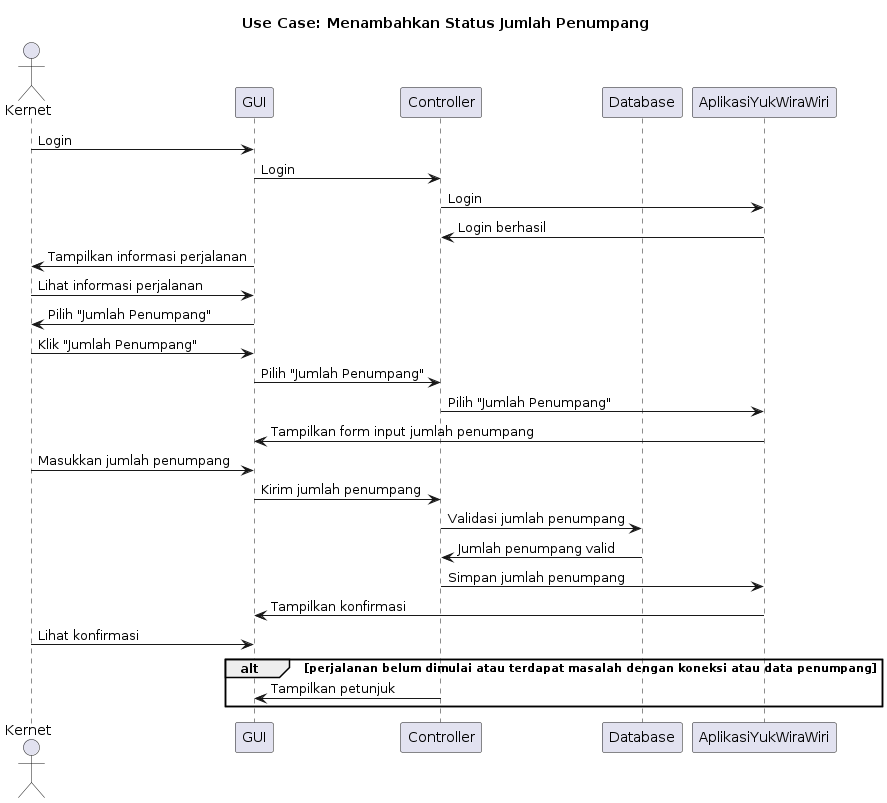 Use Case: Menambahkan Status Jumlah Penumpang
Kernet
GUI
Controller
Database
AplikasiYukWiraWiri
Login
Login
Login
Login berhasil
Tampilkan informasi perjalanan
Lihat informasi perjalanan
Pilih "Jumlah Penumpang"
Klik "Jumlah Penumpang"
Pilih "Jumlah Penumpang"
Pilih "Jumlah Penumpang"
Tampilkan form input jumlah penumpang
Masukkan jumlah penumpang
Kirim jumlah penumpang
Validasi jumlah penumpang
Jumlah penumpang valid
Simpan jumlah penumpang
Tampilkan konfirmasi
Lihat konfirmasi
alt [perjalanan belum dimulai atau terdapat masalah dengan koneksi atau data penumpang]
Tampilkan petunjuk
Kernet
GUI
Controller
Database
AplikasiYukWiraWiri